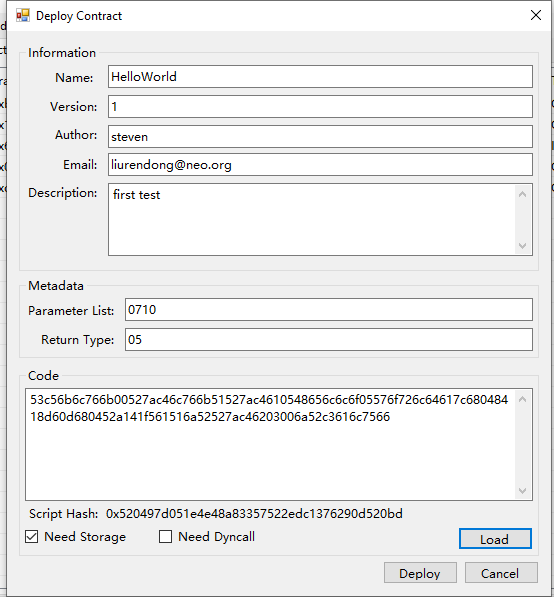 Deploy Contract
Information
Name: HelloWorld
Version: 1
Author: steven
Email: liurendong@neo.org
Description: first test
Metadata
Parameter List: 0710
Return Type: 05
Code
53c56b6c766b00527ac46c766b51527ac4610548656c6c6f05576f726c64617c680484
18d60d680452a141f561516a52527ac46203006a52c3616c7566
Script Hash: 0x520497d051e4e48a83357522edc1376290d520bd
Need Storage Need Dyncall Load
Deploy Cancel